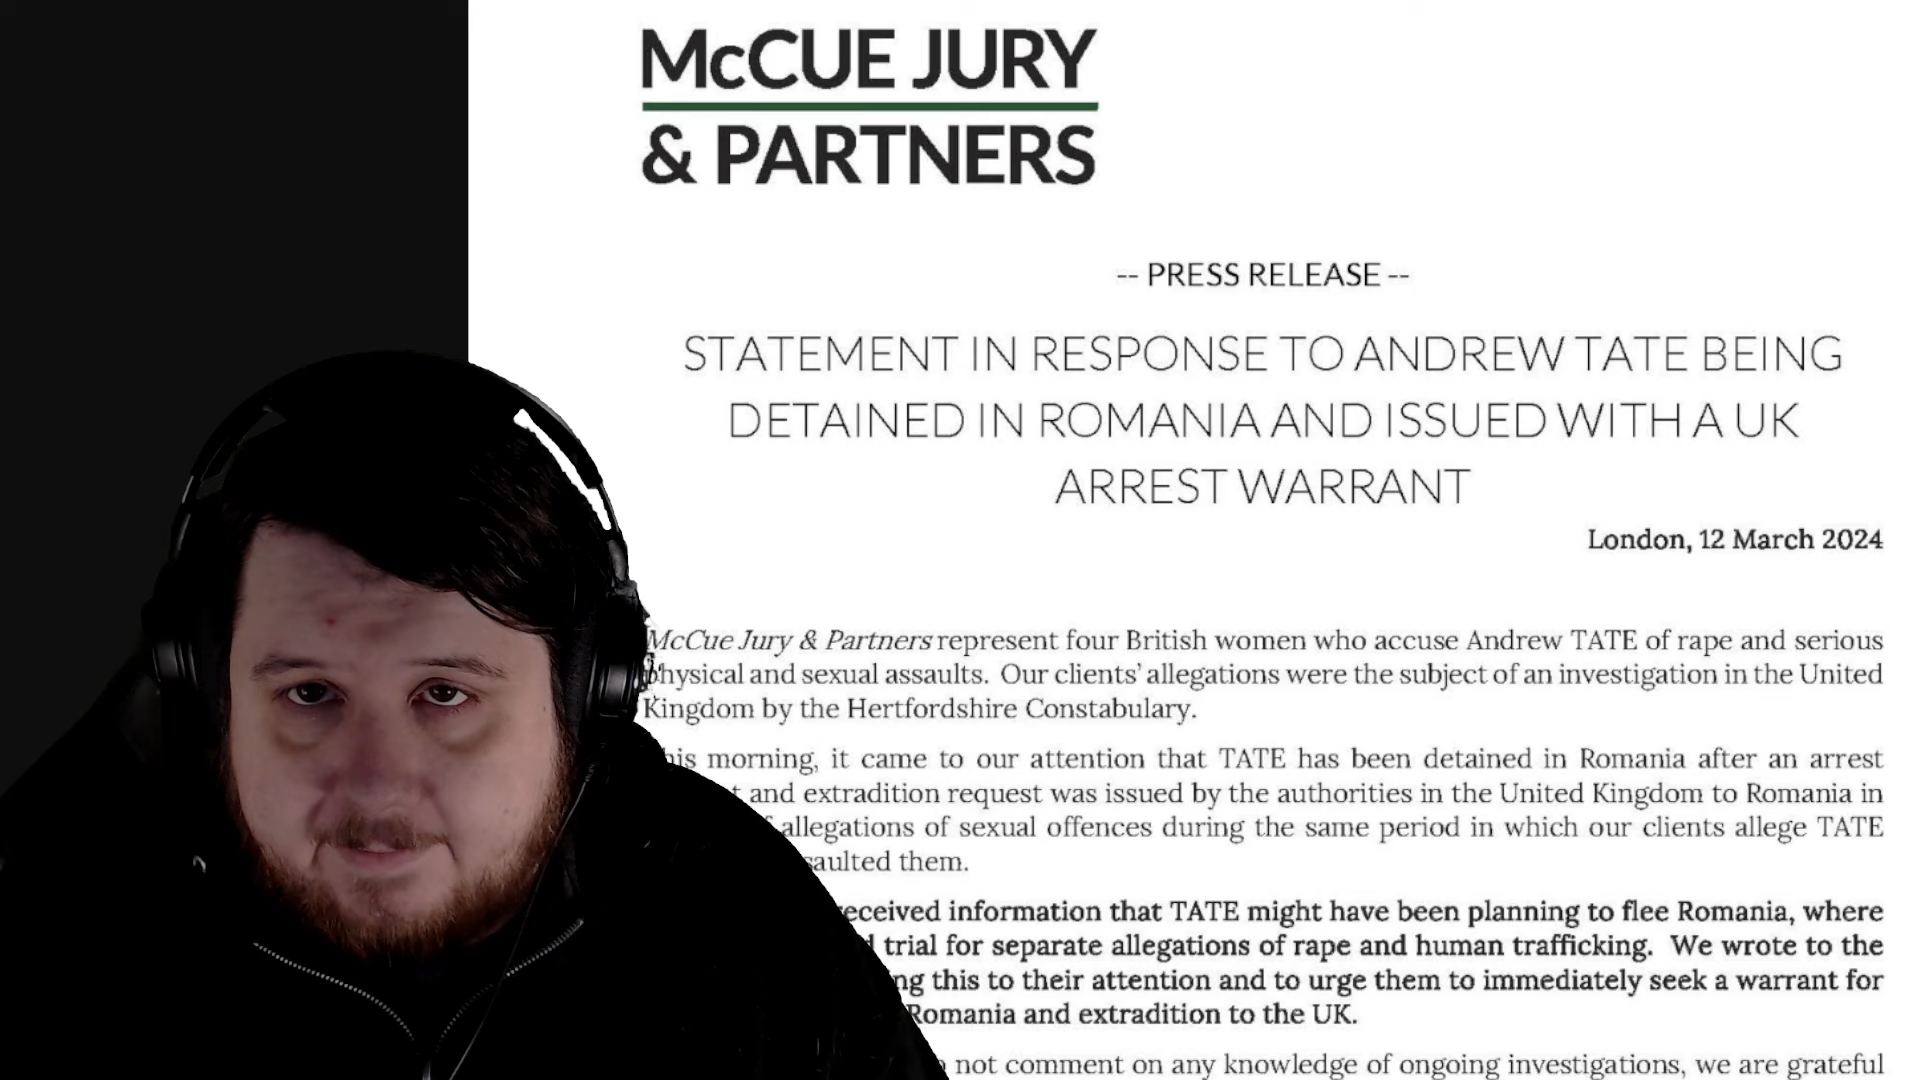 McCUE JURY
& PARTNERS
-- PRESS RELEASE --
STATEMENT IN RESPONSE TO ANDREW TATE BEING
DETAINED IN ROMANIA AND ISSUED WITH A UK
ARREST WARRANT
London, 12 March 2024
McCue Jury & Partners represent four British women who accuse Andrew TATE of rape and serious
physical and sexual assaults. Our clients' allegations were the subject of an investigation in the United
Kingdom by the Hertfordshire Constabulary.
his morning, it came to our attention that TATE has been detained in Romania after an arrest
t and extradition request was issued by the authorities in the United Kingdom to Romania in
allegations of sexual offences during the same period in which our clients allege TATE
saulted them.
eceived information that TATE might have been planning to flee Romania, where
d trial for separate allegations of rape and human trafficking. We wrote to the
ng this to their attention and to urge them to immediately seek a warrant for
Romania and extradition to the UK.
not comment on any knowledge of ongoing investigations, we are grateful